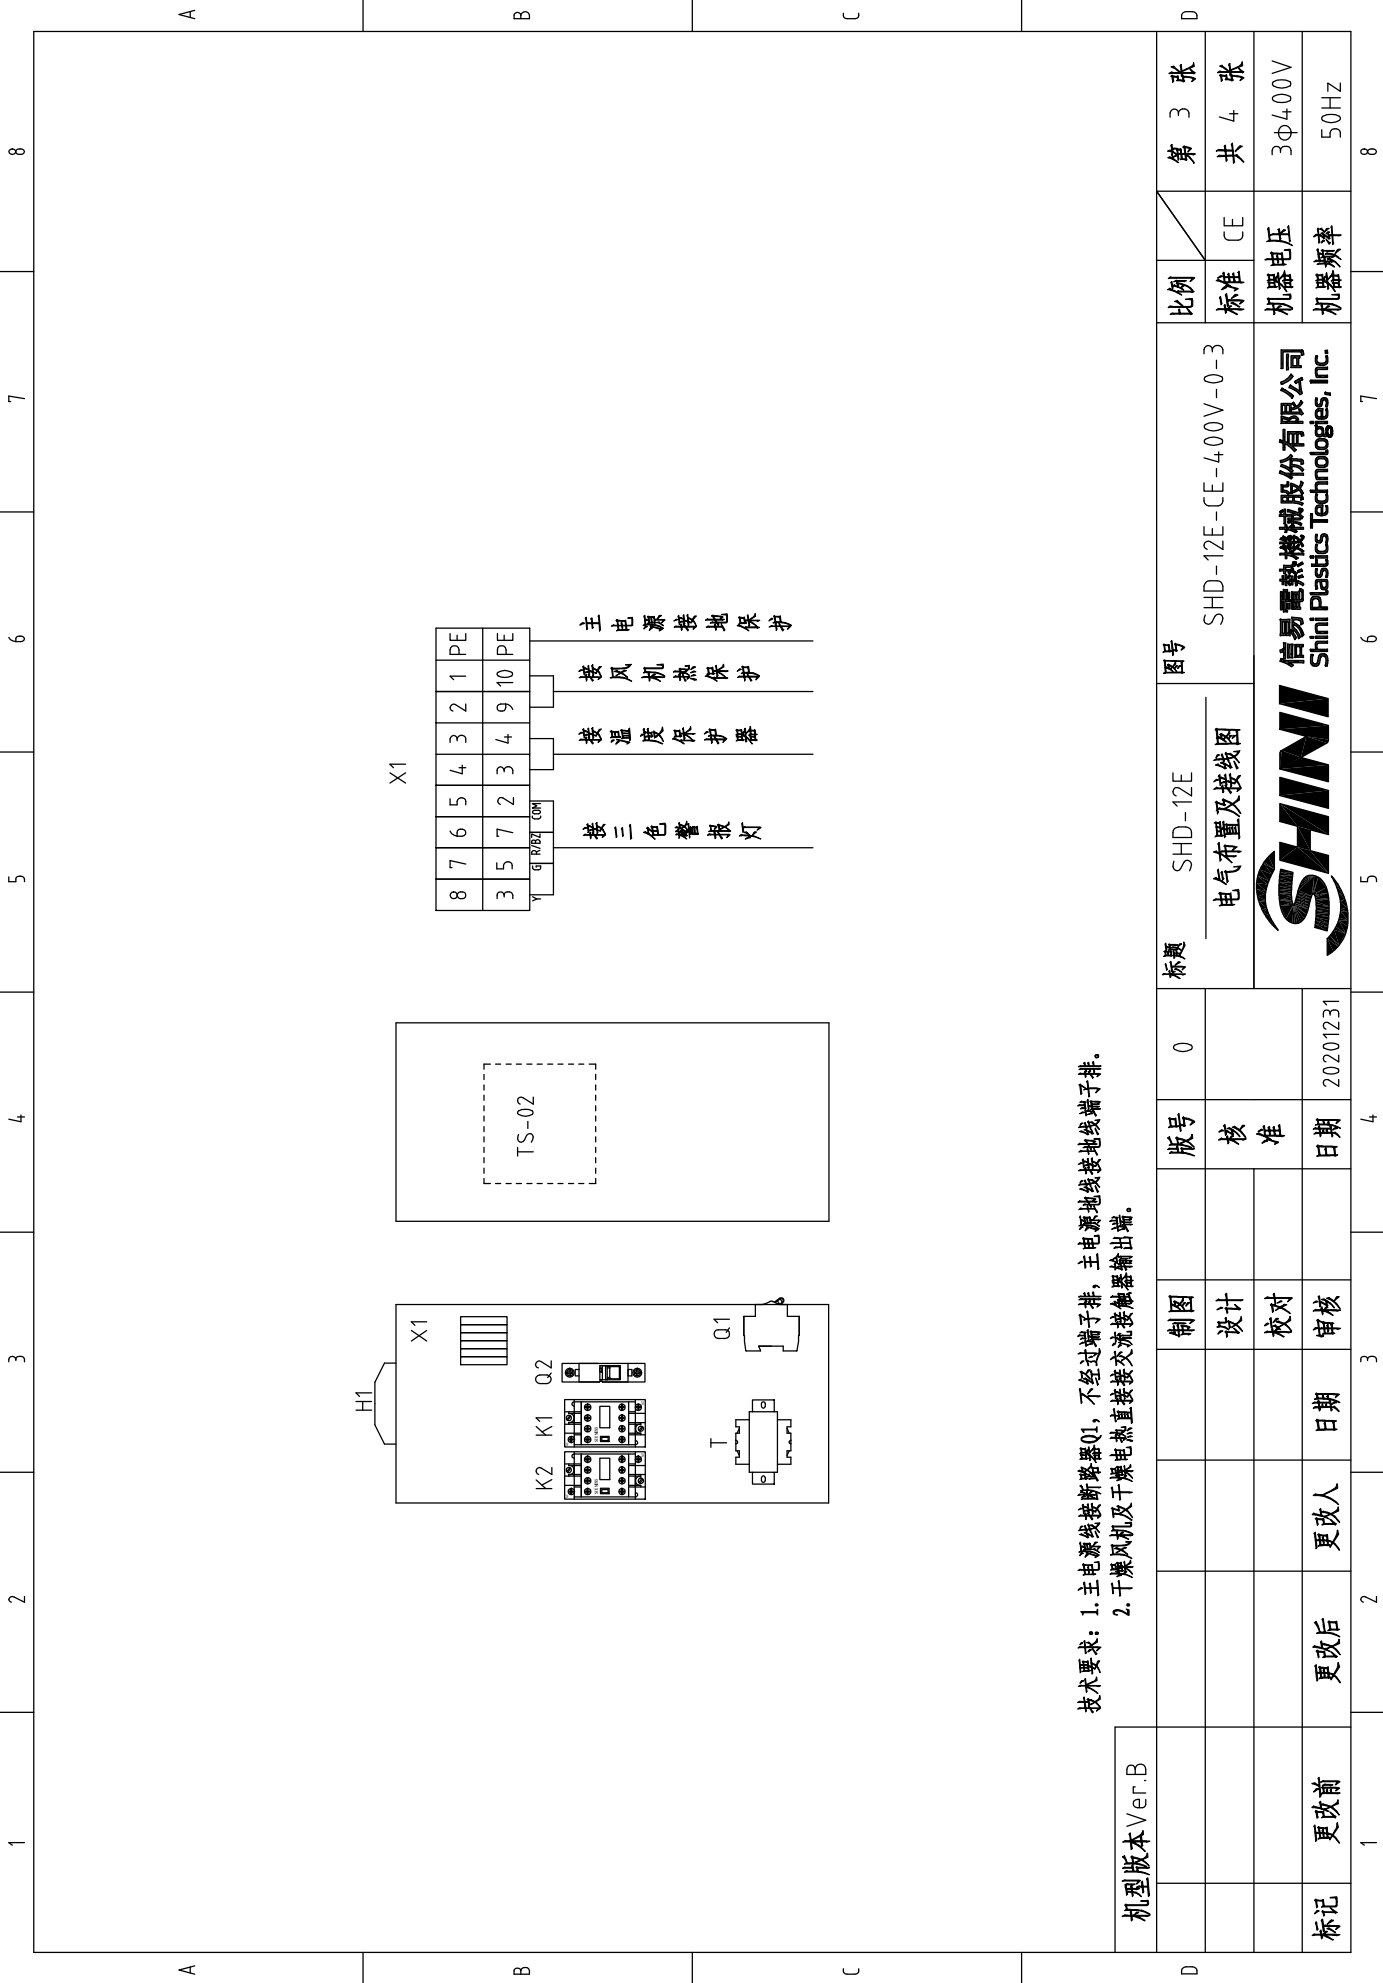 1 2 3 4 5 6 7 8
A A
B B
C C
D D
H1
X1
K2 K1 Q2
T Q1
TS-02
X1
8 7 6 5 4 3 2 1 PE
3 5 7 2 3 4 9 10 PE
Y G R/BZ COM
接三色警报灯
接温度保护器
接风机热保护
主电源接地保护
技术要求：1.主电源线接断路器Q1，不经过端子排，主电源地线接地线端子排。
2.干燥风机及干燥电热直接接交流接触器输出端。
机型版本Ver.B
标记 更改前 更改后 更改人 日期
制图
设计
校对
审核
版号 0
核准
日期 20201231
标题
SHD-12E
电气布置及接线图
图号
SHD-12E-CE-400V-0-3
SHINI
信易電熱機械股份有限公司
Shini Plastics Technologies, Inc.
比例 第 3 张
标准 CE 共 4 张
机器电压 3ф400V
机器频率 50Hz
1 2 3 4 5 6 7 8